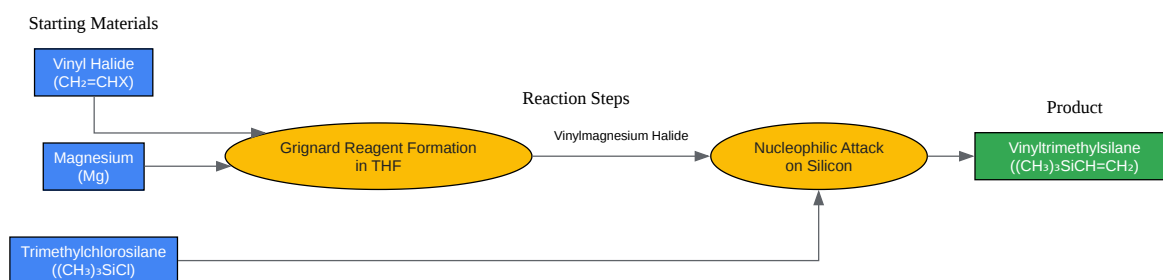 Starting Materials
Vinyl Halide
(CH₂=CHX)
Reaction Steps
Product
Grignard Reagent Formation
in THF
Vinylmagnesium Halide
Nucleophilic Attack
on Silicon
Vinyltrimethylsilane
((CH₃)₃SiCH=CH₂)
Magnesium
(Mg)
Trimethylchlorosilane
((CH₃)₃SiCl)